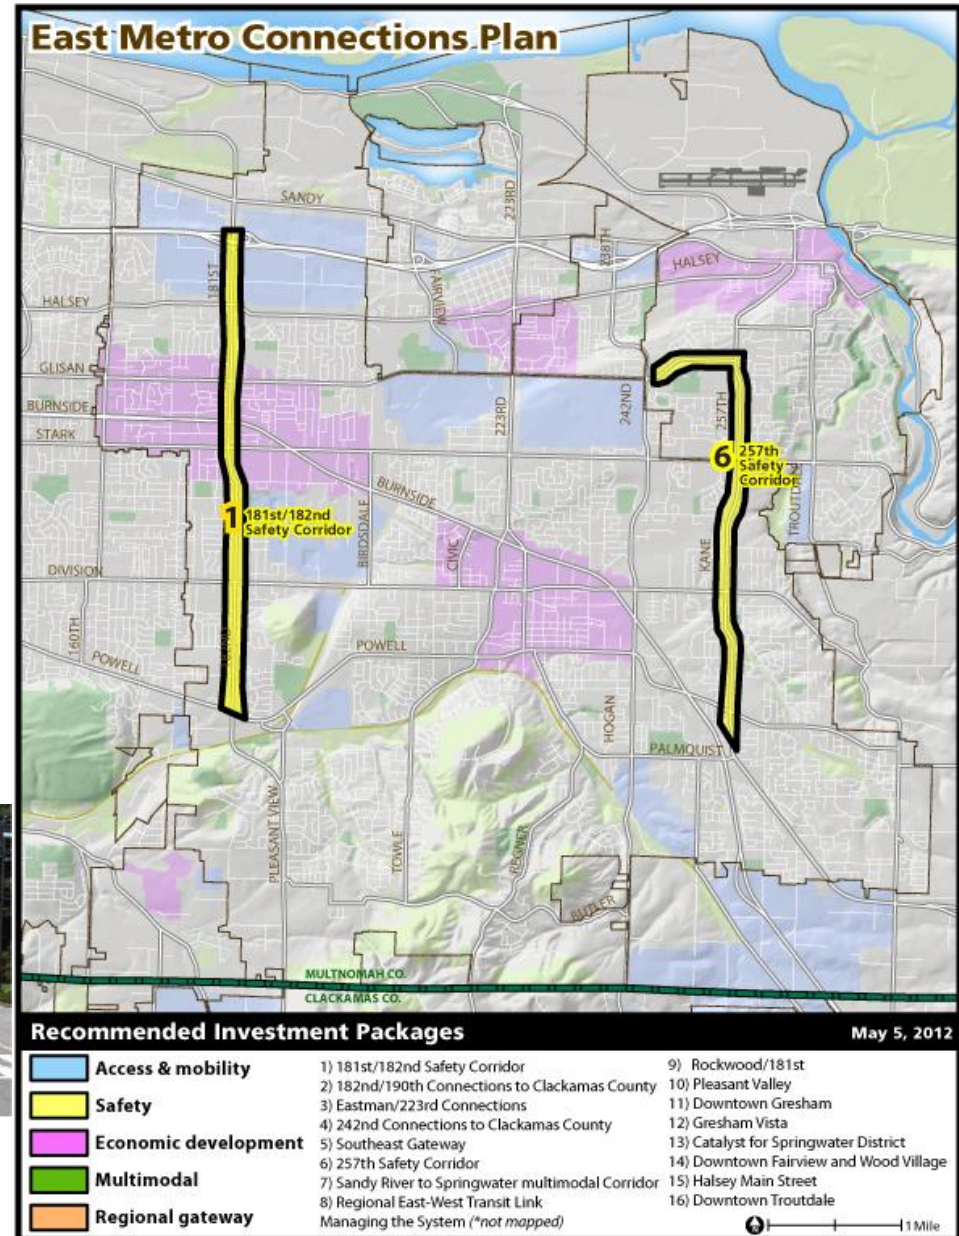 East Metro Connections Plan
SANDY
223RD
181ST
238TH
HALSEY
FAIRVIEW
HALSEY
GLISAN
BURNSIDE
STARK
223RD
242ND
257TH
6 257th
Safety
Corridor
BURNSIDE
1 181st/182nd
Safety Corridor
BIRDSDALE
CIVIC
KANE
TROUTDALE
DIVISION
160TH
182ND
POWELL
POWELL
HOGAN
PALMQUIST
PLEASANT VIEW
TOWLE
REGNER
BUTLER
MULTNOMAH CO.
CLACKAMAS CO.
Recommended Investment Packages
May 5, 2012
Access & mobility
Safety
Economic development
Multimodal
Regional gateway
1) 181st/182nd Safety Corridor
2) 182nd/190th Connections to Clackamas County
3) Eastman/223rd Connections
4) 242nd Connections to Clackamas County
5) Southeast Gateway
6) 257th Safety Corridor
7) Sandy River to Springwater multimodal Corridor
8) Regional East-West Transit Link
Managing the System (*not mapped)
9) Rockwood/181st
10) Pleasant Valley
11) Downtown Gresham
12) Gresham Vista
13) Catalyst for Springwater District
14) Downtown Fairview and Wood Village
15) Halsey Main Street
16) Downtown Troutdale
1 Mile